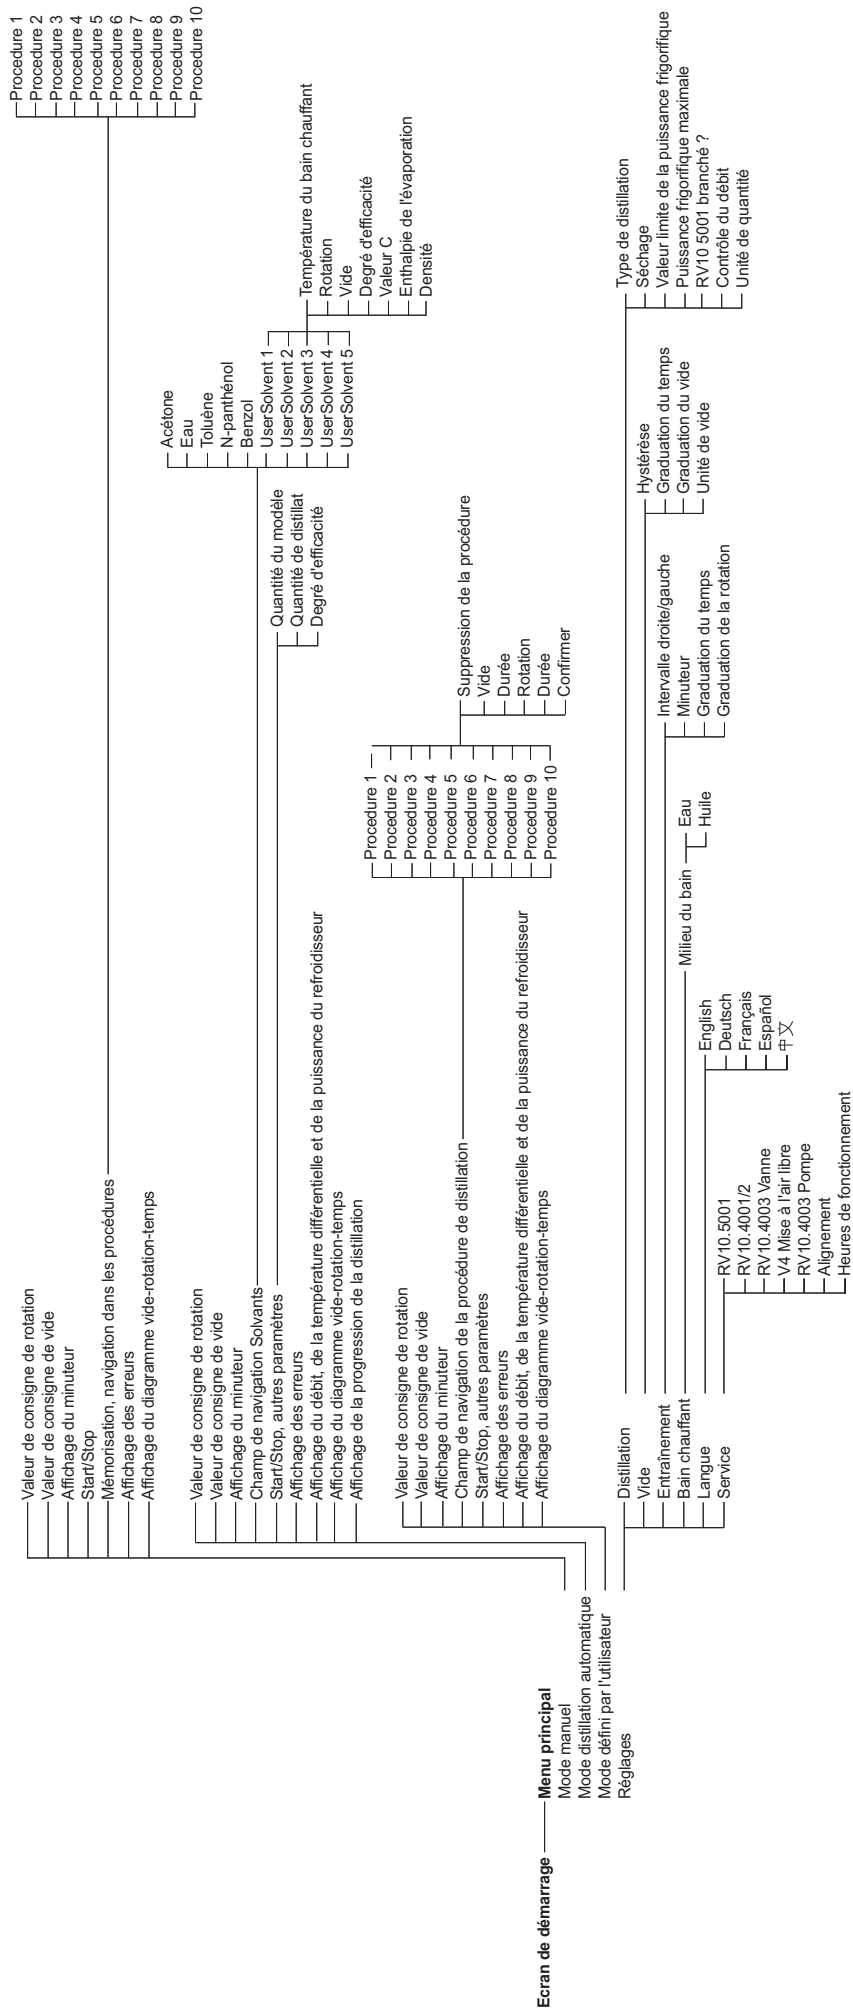 Ecran de démarrage
Menu principal
Mode manuel
Mode distillation automatique
Mode défini par l'utilisateur
Réglages
Valeur de consigne de rotation
Valeur de consigne de vide
Affichage du minuteur
Start/Stop
Mémorisation, navigation dans les procédures
Affichage des erreurs
Affichage du diagramme vide-rotation-temps
Procedure 1
Procedure 2
Procedure 3
Procedure 4
Procedure 5
Procedure 6
Procedure 7
Procedure 8
Procedure 9
Procedure 10
Valeur de consigne de rotation
Valeur de consigne de vide
Affichage du minuteur
Champ de navigation Solvants
Start/Stop, autres paramètres
Affichage des erreurs
Affichage du débit, de la température différentielle et de la puissance du refroidisseur
Affichage du diagramme vide-rotation-temps
Affichage de la progression de la distillation
Acétone
Eau
Toluène
N-panthénol
Benzol
UserSolvent 1
UserSolvent 2
UserSolvent 3
UserSolvent 4
UserSolvent 5
Température du bain chauffant
Rotation
Vide
Degré d'efficacité
Valeur C
Enthalpie de l'évaporation
Densité
Quantité du modèle
Quantité de distillat
Degré d'efficacité
Valeur de consigne de rotation
Valeur de consigne de vide
Affichage du minuteur
Champ de navigation de la procédure de distillation
Start/Stop, autres paramètres
Affichage des erreurs
Affichage du débit, de la température différentielle et de la puissance du refroidisseur
Affichage du diagramme vide-rotation-temps
Procedure 1
Procedure 2
Procedure 3
Procedure 4
Procedure 5
Procedure 6
Procedure 7
Procedure 8
Procedure 9
Procedure 10
Suppression de la procédure
Vide
Durée
Rotation
Durée
Confirmer
Distillation
Vide
Entraînement
Bain chauffant
Langue
Service
Type de distillation
Séchage
Valeur limite de la puissance frigorifique
Puissance frigorifique maximale
RV10 5001 branché ?
Contrôle du débit
Unité de quantité
Hystérèse
Graduation du temps
Graduation du vide
Unité de vide
Intervalle droite/gauche
Minuteur
Graduation du temps
Graduation de la rotation
Milieu du bain
Eau
Huile
English
Deutsch
Français
Español
中文
RV10.5001
RV10.4001/2
RV10.4003 Vanne
V4 Mise à l'air libre
RV10.4003 Pompe
Alignement
Heures de fonctionnement